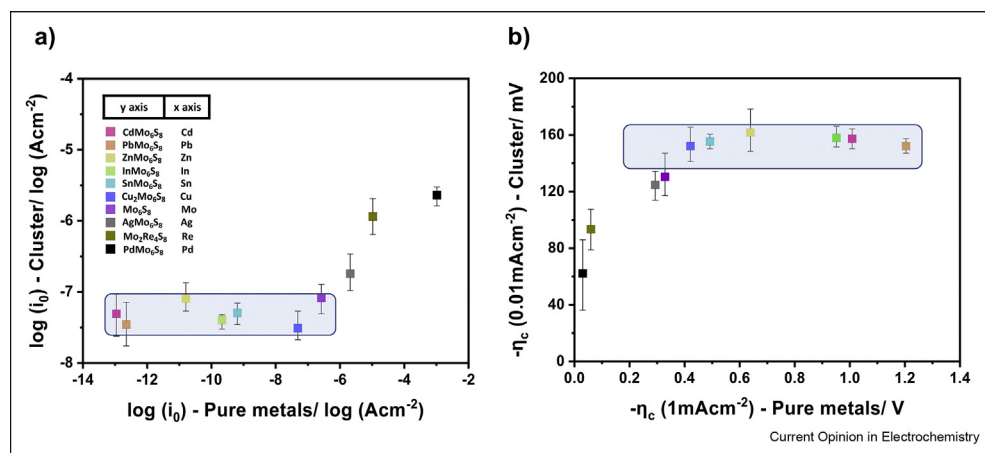 a)
log (i₀) - Cluster/ log (Acm⁻²)
-4
-5
-6
-7
-8
y axis x axis
CdMo₆S₈ Cd
PbMo₆S₈ Pb
ZnMo₆S₈ Zn
InMo₆S₈ In
SnMo₆S₈ Sn
Cu₂Mo₆S₈ Cu
Mo₆S₈ Mo
AgMo₆S₈ Ag
Mo₂Re₄S₈ Re
PdMo₆S₈ Pd
-14 -12 -10 -8 -6 -4 -2
log (i₀) - Pure metals/ log (Acm⁻²)
b)
-η꜀ (0.01mAcm⁻²) - Cluster/ mV
200
160
120
80
40
0
0.0 0.2 0.4 0.6 0.8 1.0 1.2 1.4
-η꜀ (1mAcm⁻²) - Pure metals/ V
Current Opinion in Electrochemistry